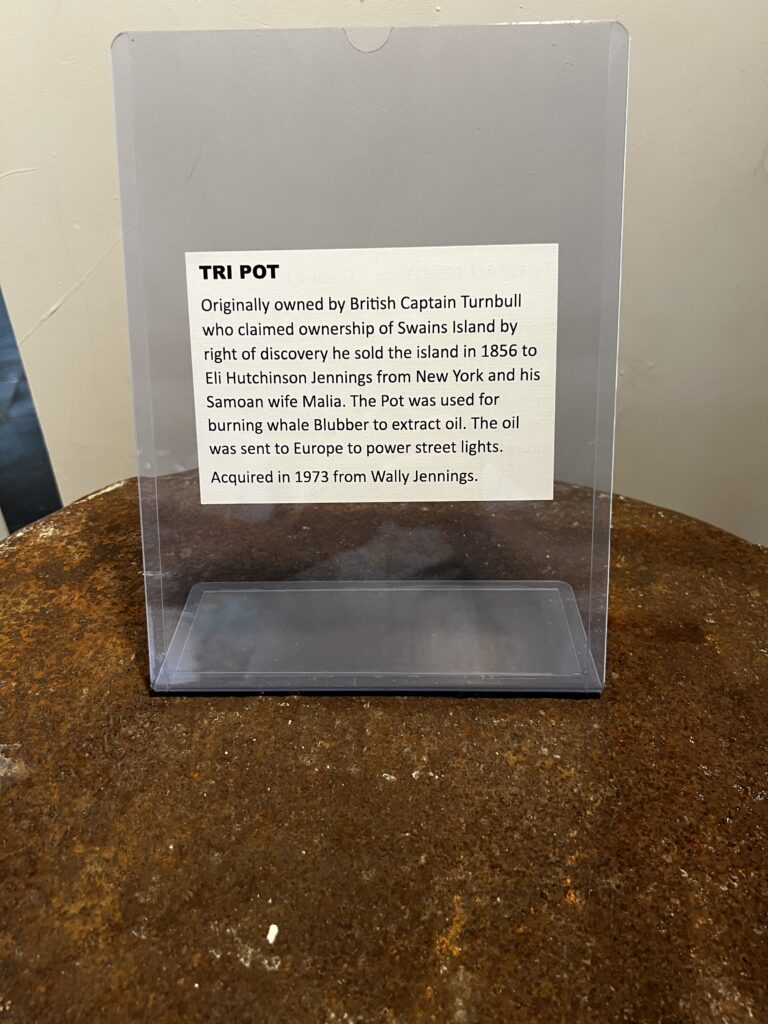 TRI POT
Originally owned by British Captain Turnbull
who claimed ownership of Swains Island by
right of discovery he sold the island in 1856 to
Eli Hutchinson Jennings from New York and his
Samoan wife Malia. The Pot was used for
burning whale Blubber to extract oil. The oil
was sent to Europe to power street lights.
Acquired in 1973 from Wally Jennings.